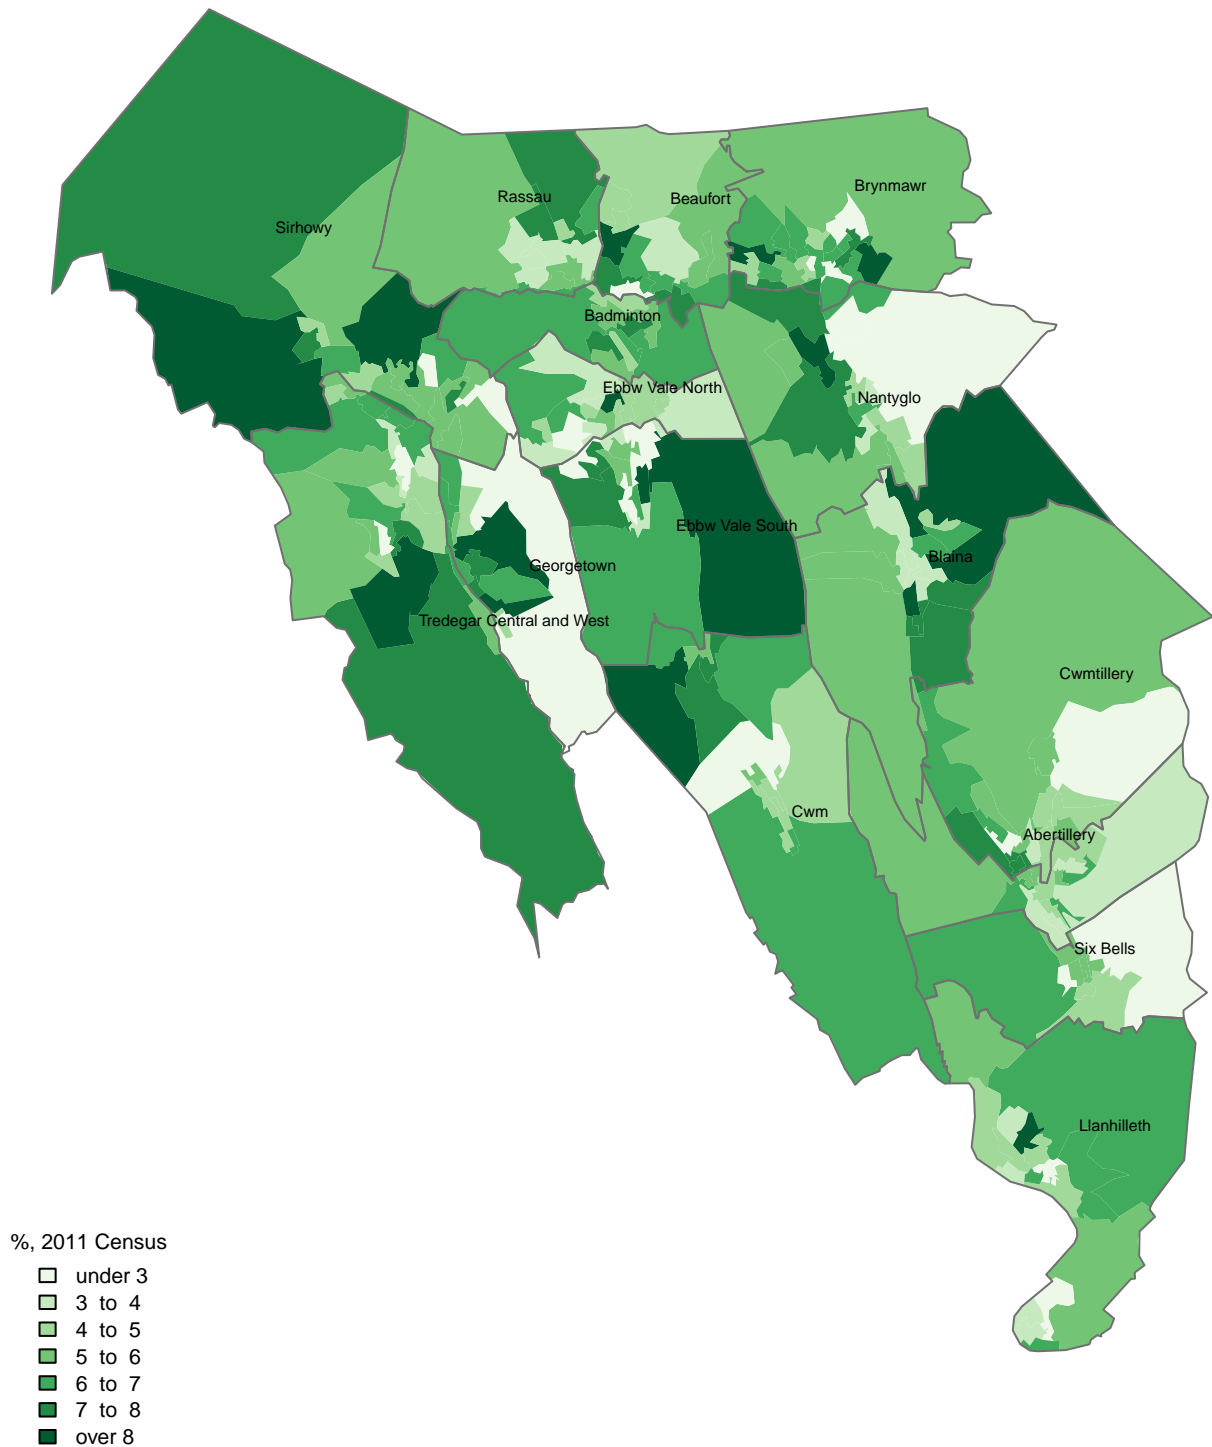 Brynmawr
Rassau
Beaufort
Sirhowy
Badminton
Ebbw Vale North
Nantyglo
Ebbw Vale South
Blaina
Georgetown
Tredegar Central and West
Cwmtillery
Cwm
Abertillery
Six Bells
Llanhilleth
%, 2011 Census
under 3
3 to 4
4 to 5
5 to 6
6 to 7
7 to 8
over 8